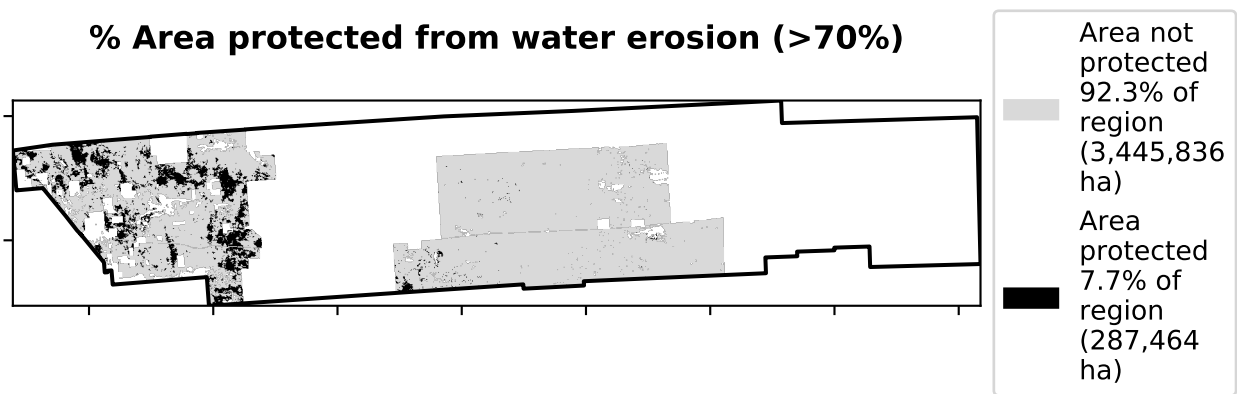 % Area protected from water erosion (>70%)
Area not
protected
92.3% of
region
(3,445,836
ha)
Area
protected
7.7% of
region
(287,464
ha)